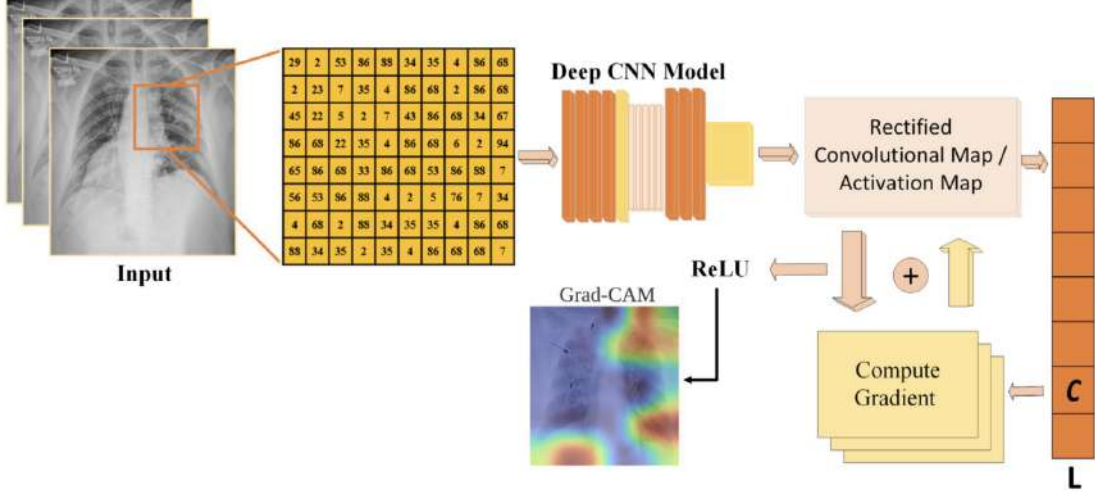 Input
29 2 53 86 88 34 35 4 86 68
2 23 7 35 4 86 68 2 86 68
45 22 5 2 7 43 86 68 34 67
86 68 22 35 4 86 68 6 2 94
65 86 68 33 86 68 53 86 88 7
56 53 86 88 4 2 5 76 7 34
4 68 2 88 34 35 35 4 86 68
88 34 35 2 35 4 86 68 68 7
Deep CNN Model
Rectified
Convolutional Map /
Activation Map
ReLU
+
Grad-CAM
Compute
Gradient
C
L